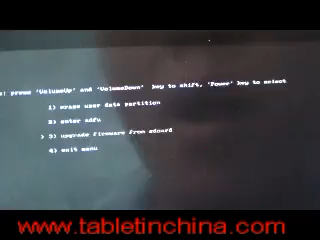 : press 'VolumeUp' and 'VolumeDown' key to shift, 'Power' key to select
1) erase user data partition
2) enter adfu
> 3) upgrade firmware from sdcard
4) exit menu
www.tabletinchina.com